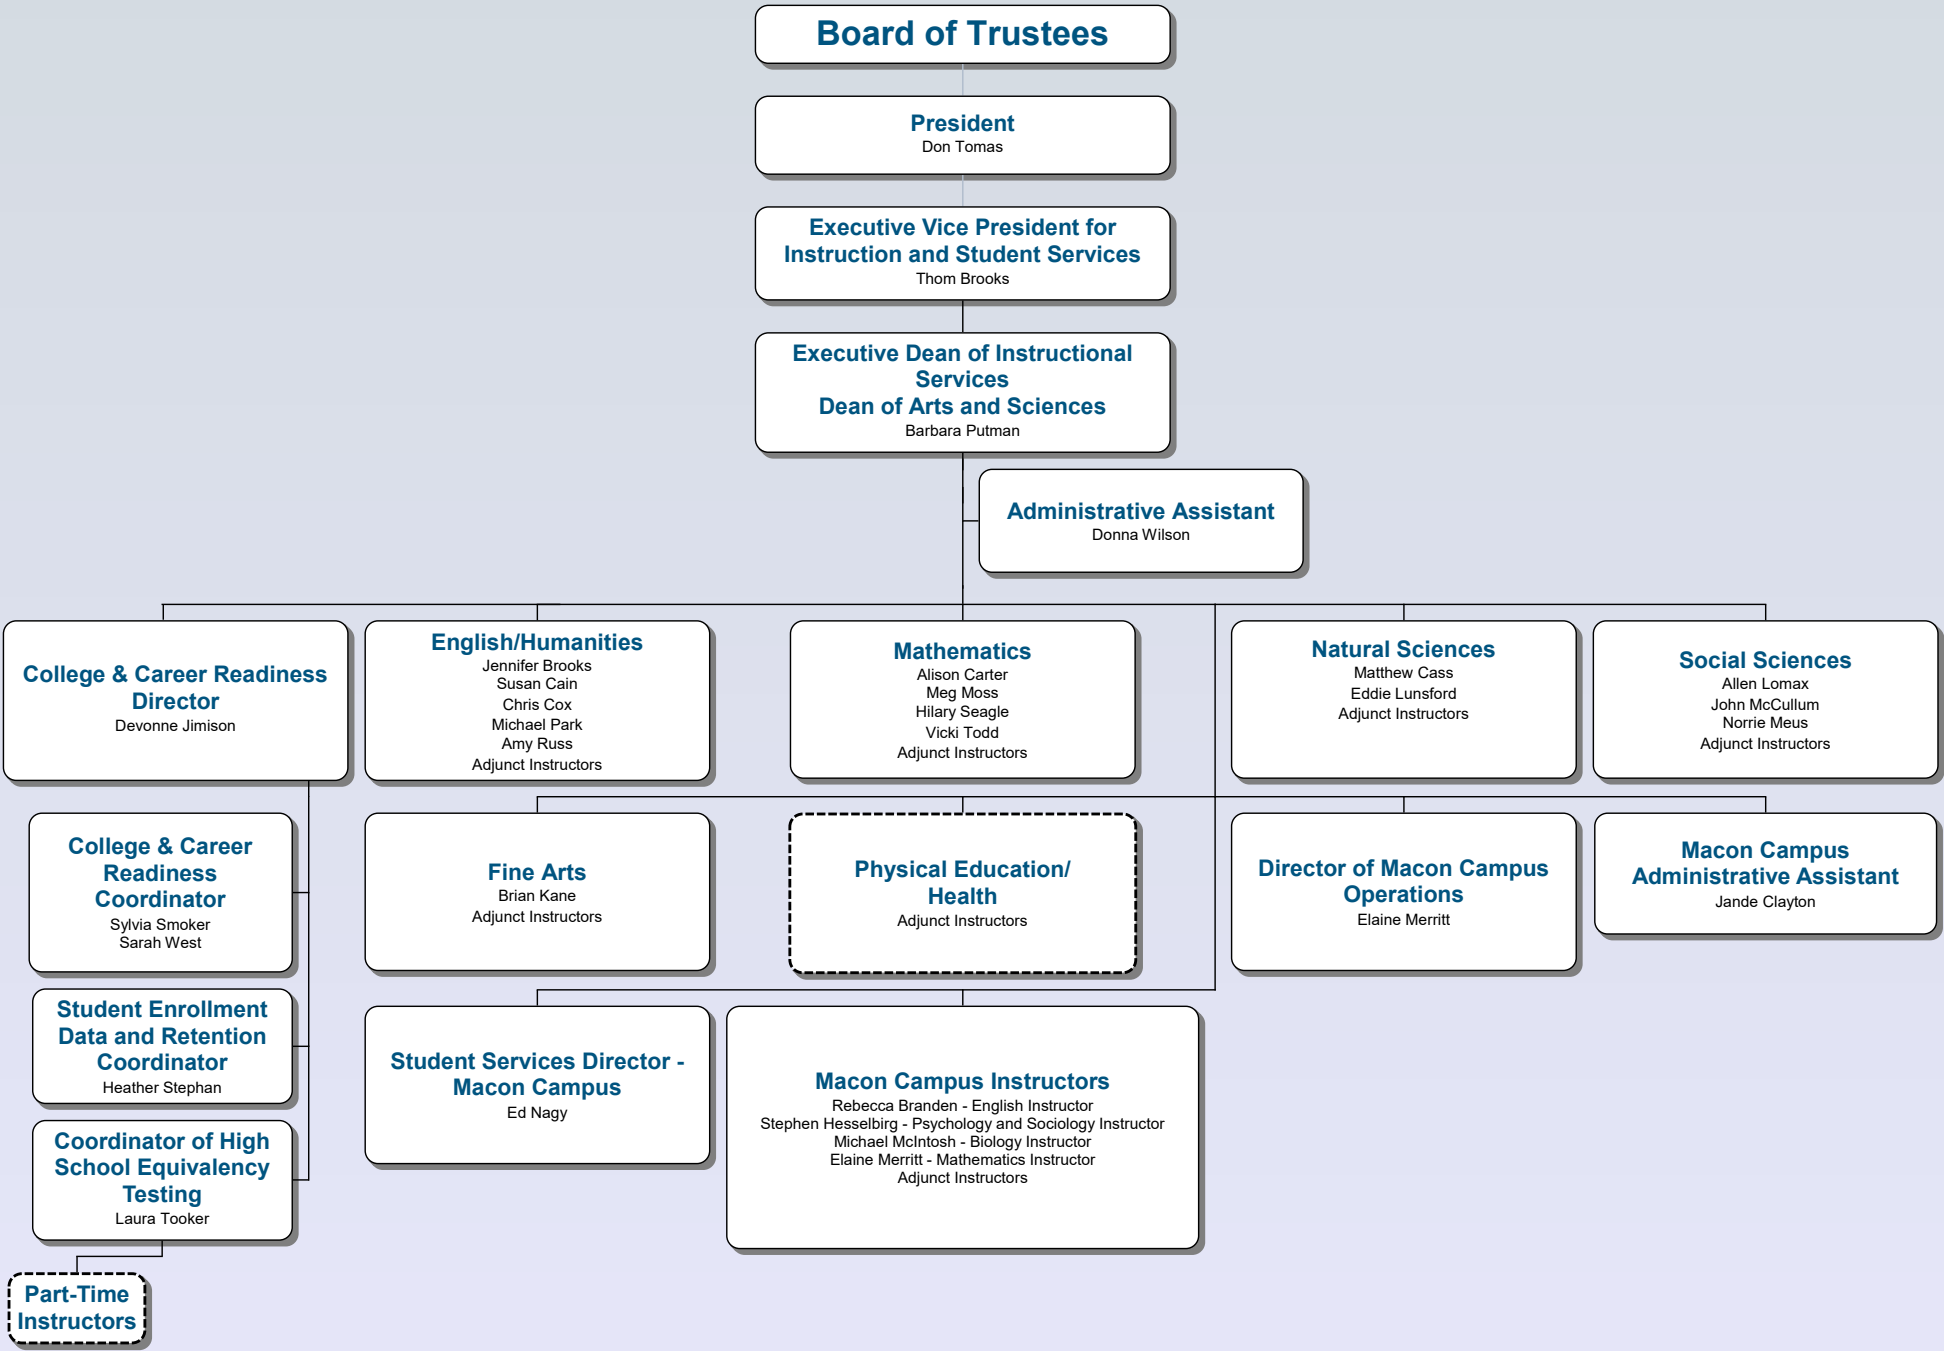 Board of Trustees
President
Don Tomas
Executive Vice President for
Instruction and Student Services
Thom Brooks
Executive Dean of Instructional
Services
Dean of Arts and Sciences
Barbara Putman
Administrative Assistant
Donna Wilson
College & Career Readiness
Director
Devonne Jimison
English/Humanities
Jennifer Brooks
Susan Cain
Chris Cox
Michael Park
Amy Russ
Adjunct Instructors
Mathematics
Alison Carter
Meg Moss
Hilary Seagle
Vicki Todd
Adjunct Instructors
Natural Sciences
Matthew Cass
Eddie Lunsford
Adjunct Instructors
Social Sciences
Allen Lomax
John McCullum
Norrie Meus
Adjunct Instructors
College & Career
Readiness
Coordinator
Sylvia Smoker
Sarah West
Fine Arts
Brian Kane
Adjunct Instructors
Physical Education/
Health
Adjunct Instructors
Director of Macon Campus
Operations
Elaine Merritt
Macon Campus
Administrative Assistant
Jande Clayton
Student Enrollment
Data and Retention
Coordinator
Heather Stephan
Student Services Director -
Macon Campus
Ed Nagy
Macon Campus Instructors
Rebecca Branden - English Instructor
Stephen Hesselbirg - Psychology and Sociology Instructor
Michael McIntosh - Biology Instructor
Elaine Merritt - Mathematics Instructor
Adjunct Instructors
Coordinator of High
School Equivalency
Testing
Laura Tooker
Part-Time
Instructors